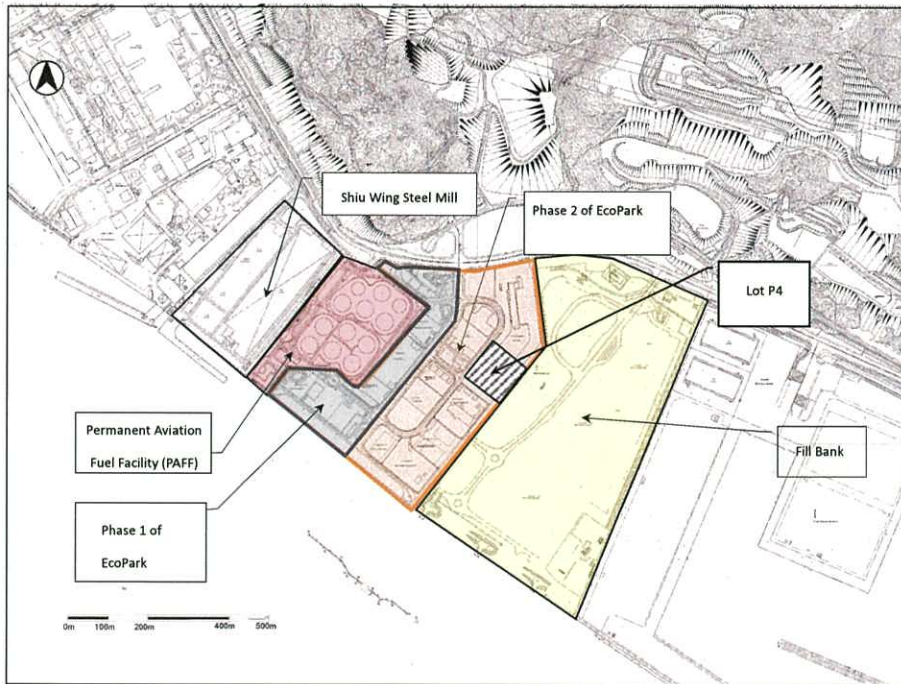 Shiu Wing Steel Mill
Phase 2 of EcoPark
Lot P4
Permanent Aviation
Fuel Facility (PAFF)
Fill Bank
Phase 1 of
EcoPark
0m 100m 200m 400m 500m